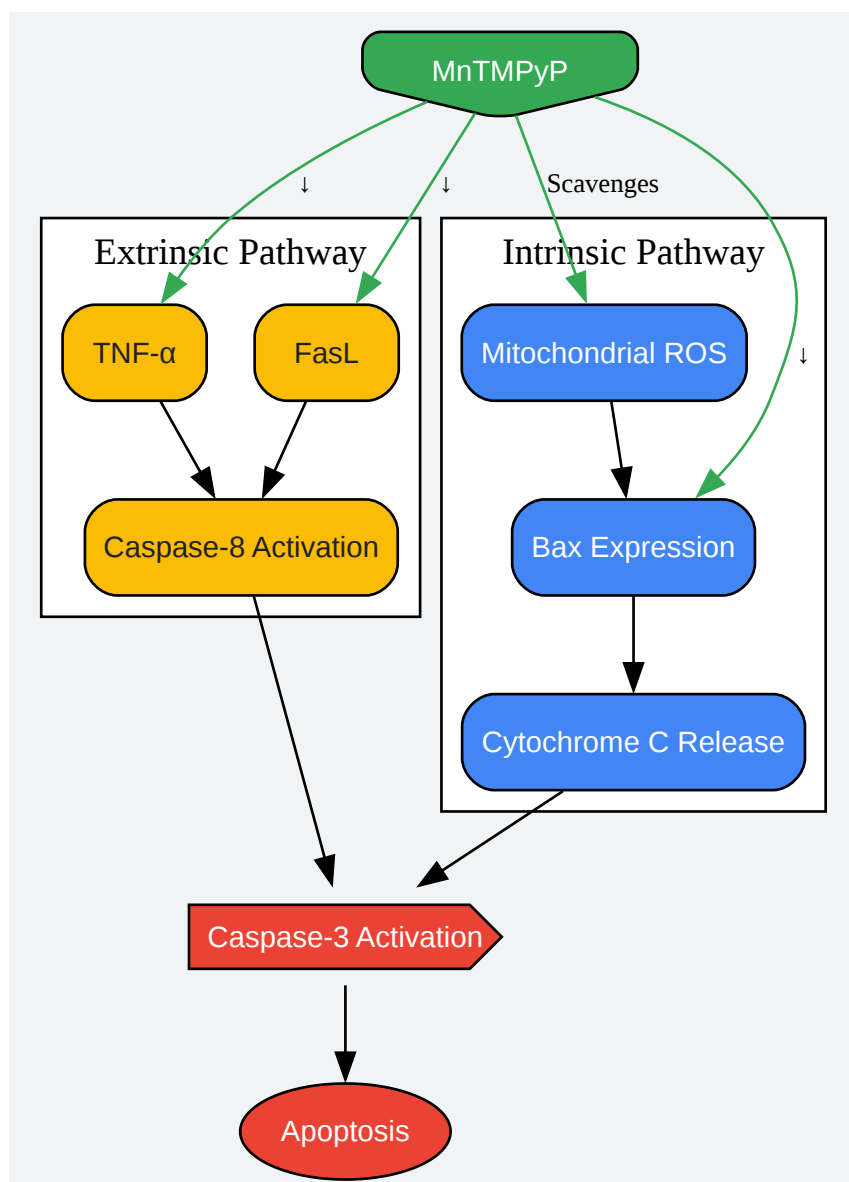 MnTMPyP
↓
↓
Scavenges
Extrinsic Pathway
Intrinsic Pathway
TNF-α
FasL
Mitochondrial ROS
↓
Caspase-8 Activation
Bax Expression
Cytochrome C Release
Caspase-3 Activation
Apoptosis